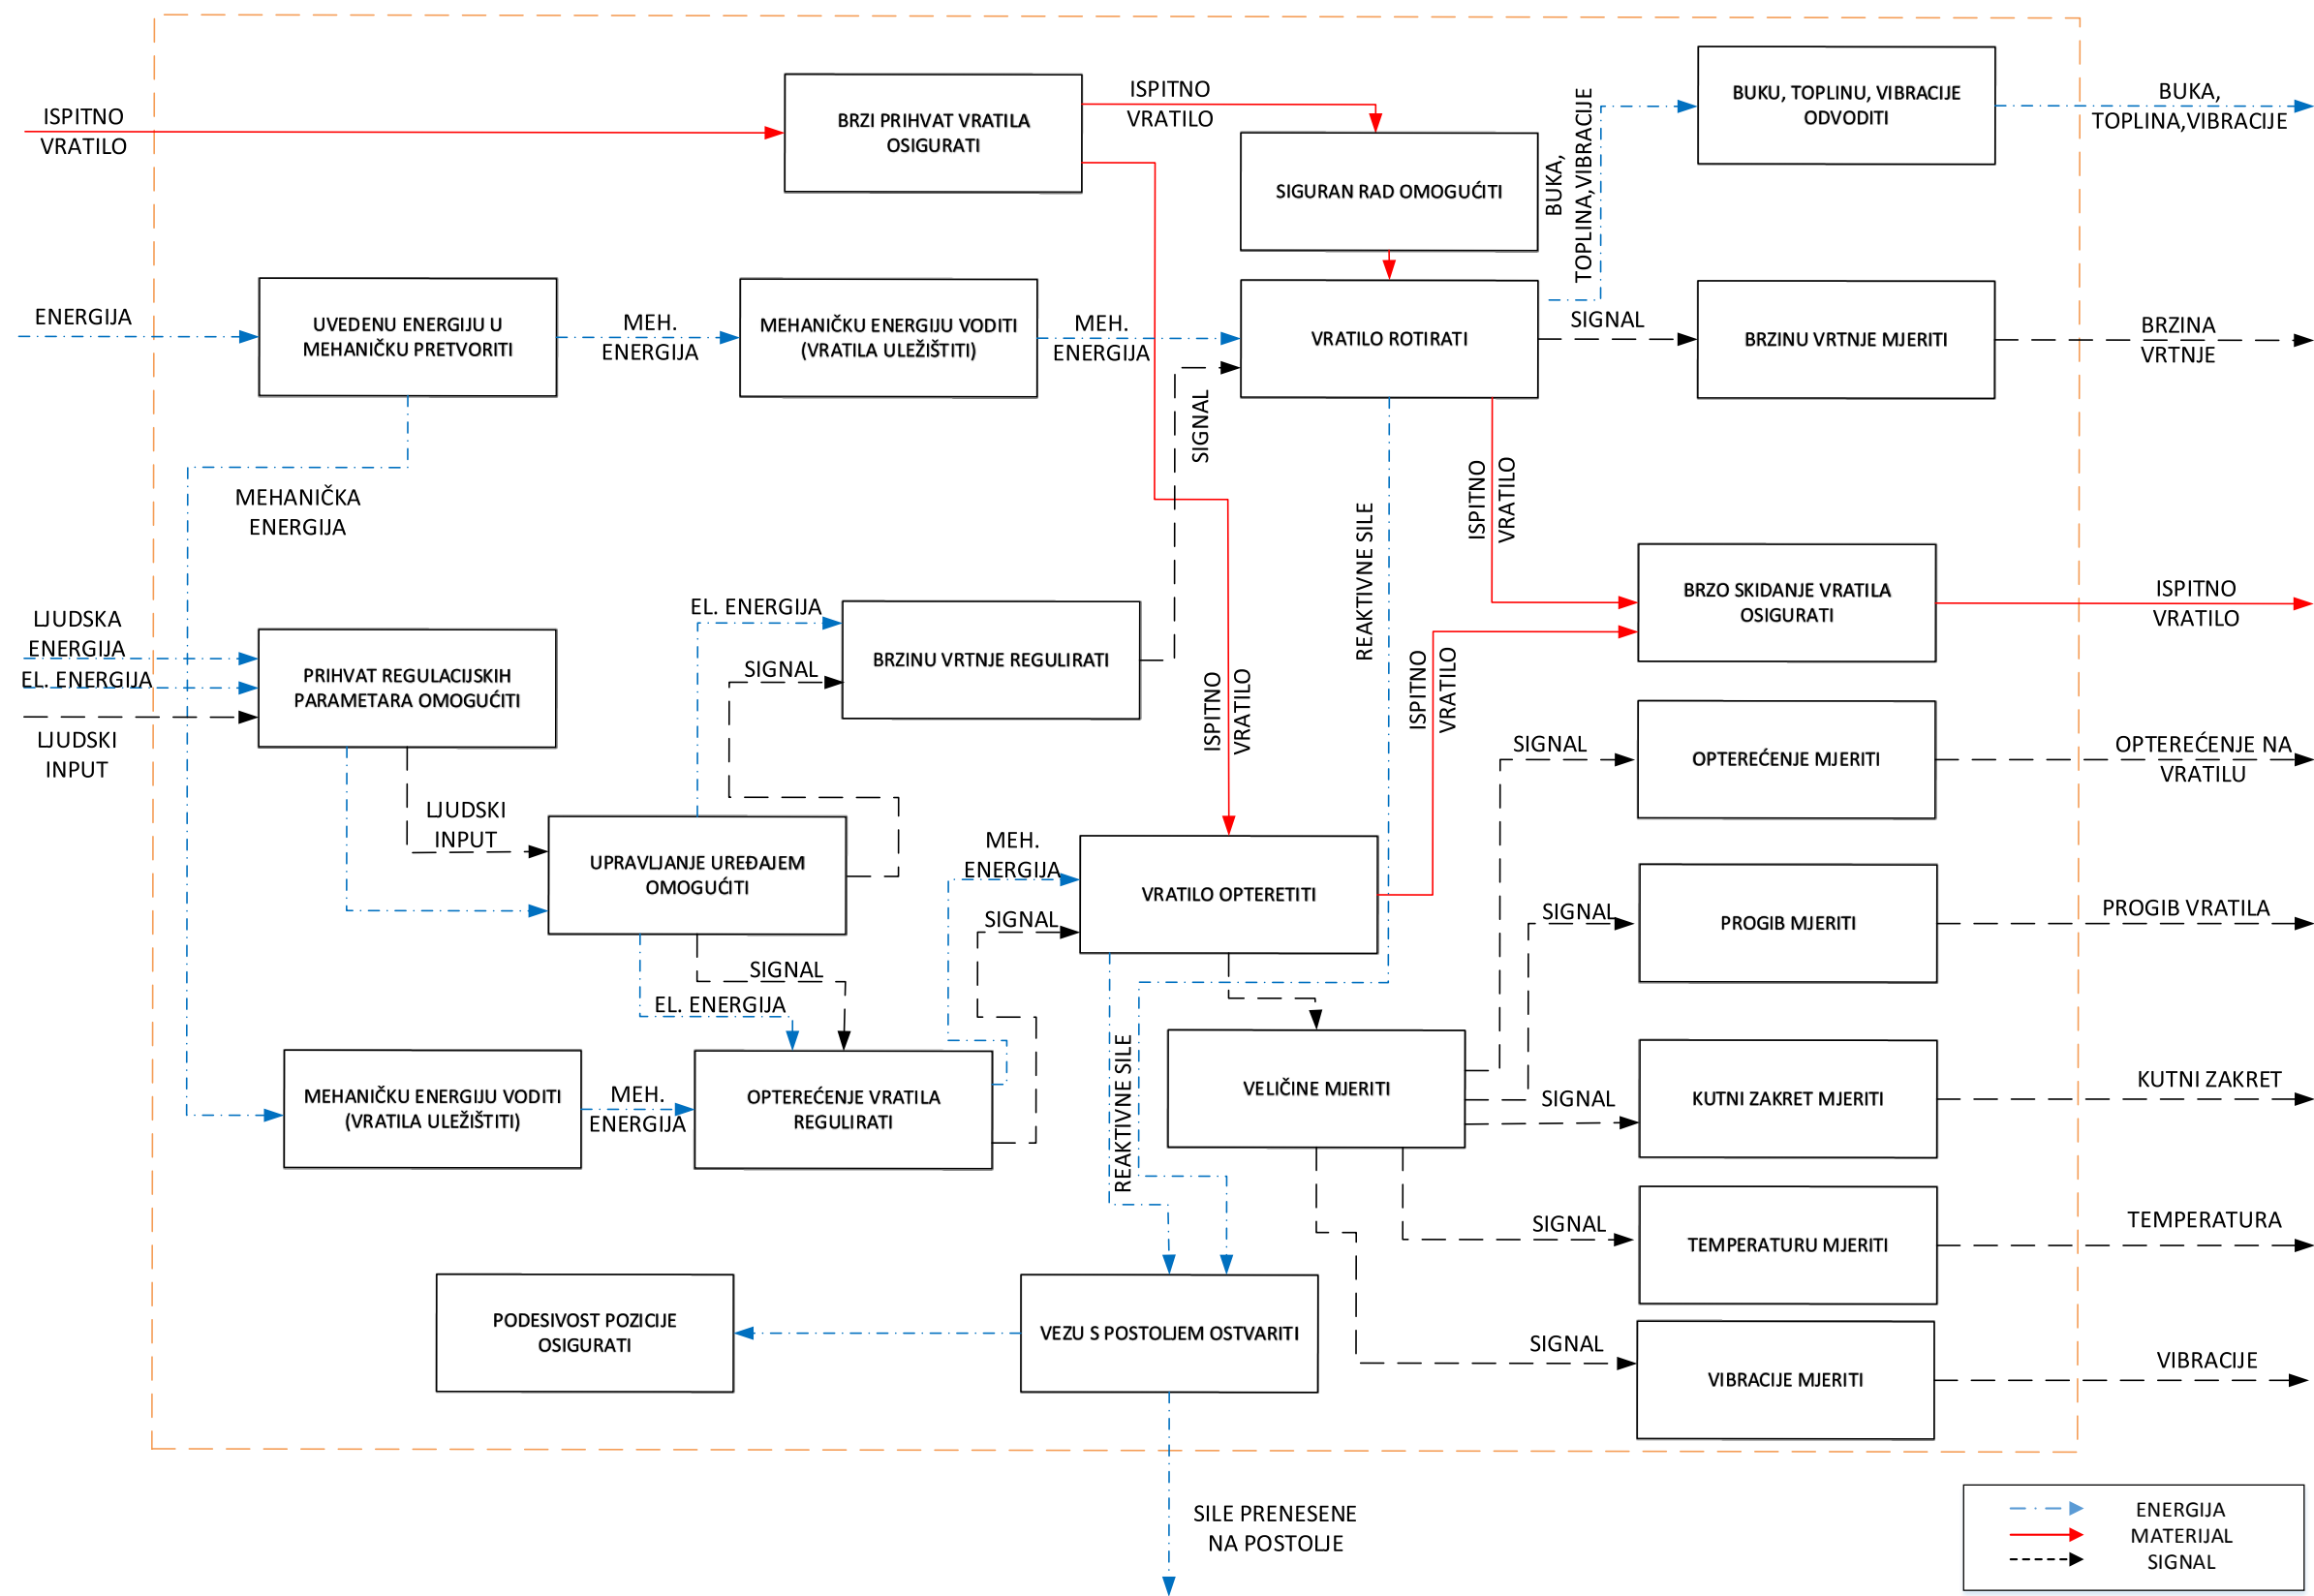 ISPITNO
VRATILO
BRZI PRIHVAT VRATILA
OSIGURATI
ISPITNO
VRATILO
SIGURAN RAD OMOGUĆITI
BUKA,
TOPLINA,VIBRACIJE
BUKU, TOPLINU, VIBRACIJE
ODVODITI
BUKA,
TOPLINA,VIBRACIJE
ENERGIJA
UVEDENU ENERGIJU U
MEHANIČKU PRETVORITI
MEH.
ENERGIJA
MEHANIČKU ENERGIJU VODITI
(VRATILA ULEŽIŠTITI)
MEH.
ENERGIJA
VRATILO ROTIRATI
SIGNAL
BRZINU VRTNJE MJERITI
BRZINA
VRTNJE
SIGNAL
MEHANIČKA
ENERGIJA
REAKTIVNE SILE
ISPITNO
VRATILO
LJUDSKA
ENERGIJA
EL. ENERGIJA
LJUDSKI
INPUT
PRIHVAT REGULACIJSKIH
PARAMETARA OMOGUĆITI
EL. ENERGIJA
SIGNAL
BRZINU VRTNJE REGULIRATI
ISPITNO
VRATILO
ISPITNO
VRATILO
BRZO SKIDANJE VRATILA
OSIGURATI
ISPITNO
VRATILO
SIGNAL
OPTEREĆENJE MJERITI
OPTEREĆENJE NA
VRATILU
LJUDSKI
INPUT
UPRAVLJANJE UREĐAJEM
OMOGUĆITI
MEH.
ENERGIJA
SIGNAL
VRATILO OPTERETITI
SIGNAL
PROGIB MJERITI
PROGIB VRATILA
SIGNAL
EL. ENERGIJA
MEHANIČKU ENERGIJU VODITI
(VRATILA ULEŽIŠTITI)
MEH.
ENERGIJA
OPTEREĆENJE VRATILA
REGULIRATI
REAKTIVNE SILE
VELIČINE MJERITI
SIGNAL
KUTNI ZAKRET MJERITI
KUTNI ZAKRET
SIGNAL
TEMPERATURU MJERITI
TEMPERATURA
PODESIVOST POZICIJE
OSIGURATI
VEZU S POSTOLJEM OSTVARITI
SIGNAL
VIBRACIJE MJERITI
VIBRACIJE
SILE PRENESENE
NA POSTOLJE
ENERGIJA
MATERIJAL
SIGNAL